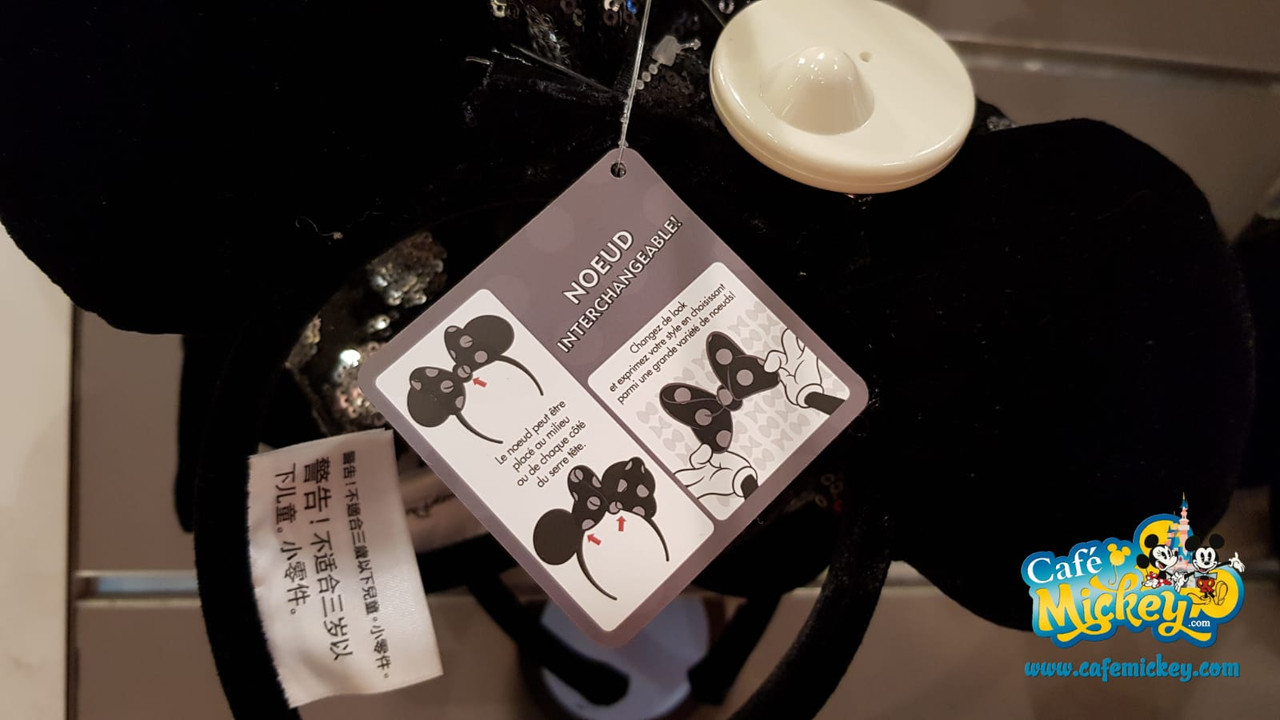 NOEUD
INTERCHANGEABLE!
Changez de look
et exprimez votre style en choisissant
parmi une grande variété de noeuds!
Le noeud peut être
placé au milieu
ou de chaque côté
du serre tête.
警告！不適合三歲以下兒童。小零件。
警告！不适合三岁以
下儿童。小零件。
Café
Mickey
.com
www.cafemickey.com